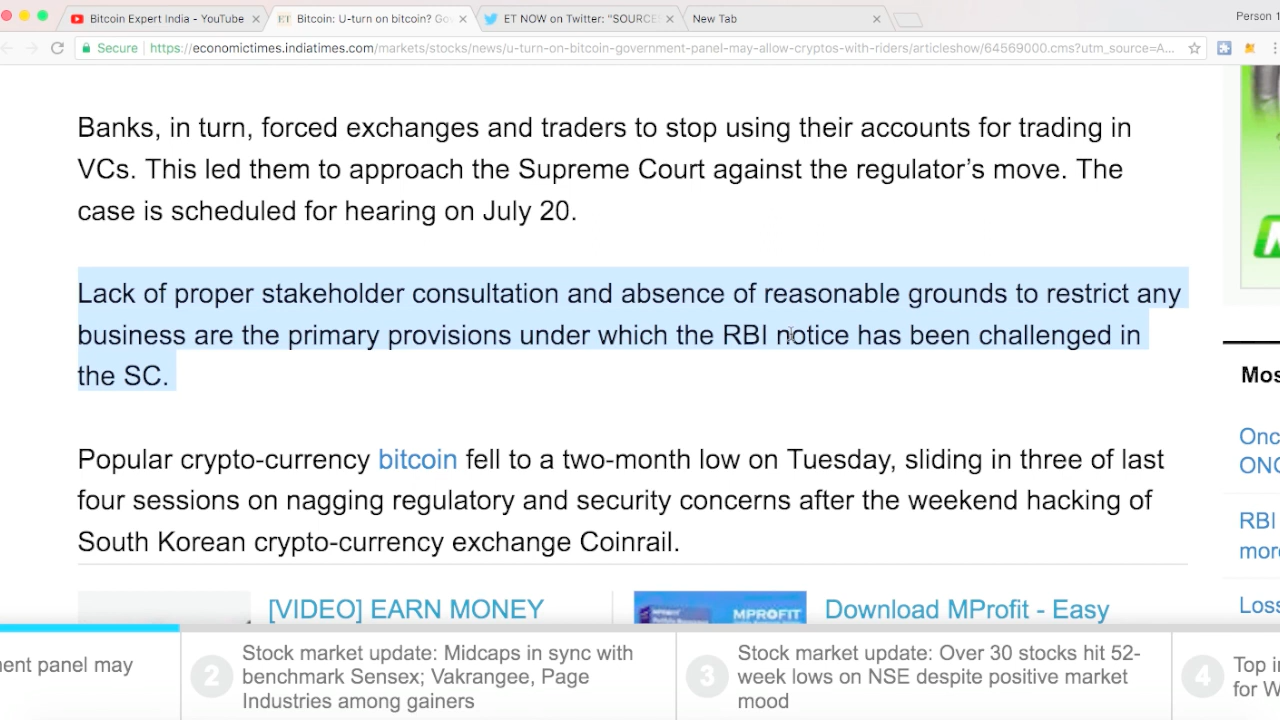 Bitcoin Expert India - YouTube
Bitcoin: U-turn on bitcoin? Go
ET NOW on Twitter: "SOURCE
New Tab
Person 1
Secure
https://economictimes.indiatimes.com/markets/stocks/news/u-turn-on-bitcoin-government-panel-may-allow-cryptos-with-riders/articleshow/64569000.cms?utm_source=A...
Banks, in turn, forced exchanges and traders to stop using their accounts for trading in
VCs. This led them to approach the Supreme Court against the regulator's move. The
case is scheduled for hearing on July 20.
Lack of proper stakeholder consultation and absence of reasonable grounds to restrict any
business are the primary provisions under which the RBI notice has been challenged in
the SC.
Popular crypto-currency bitcoin fell to a two-month low on Tuesday, sliding in three of last
four sessions on nagging regulatory and security concerns after the weekend hacking of
South Korean crypto-currency exchange Coinrail.
Mos
Onc
ONG
RBI
more
Loss
[VIDEO] EARN MONEY
MPROFIT
Download MProfit - Easy
nent panel may
2
Stock market update: Midcaps in sync with
benchmark Sensex; Vakrangee, Page
Industries among gainers
3
Stock market update: Over 30 stocks hit 52-
week lows on NSE despite positive market
mood
4
Top i
for W